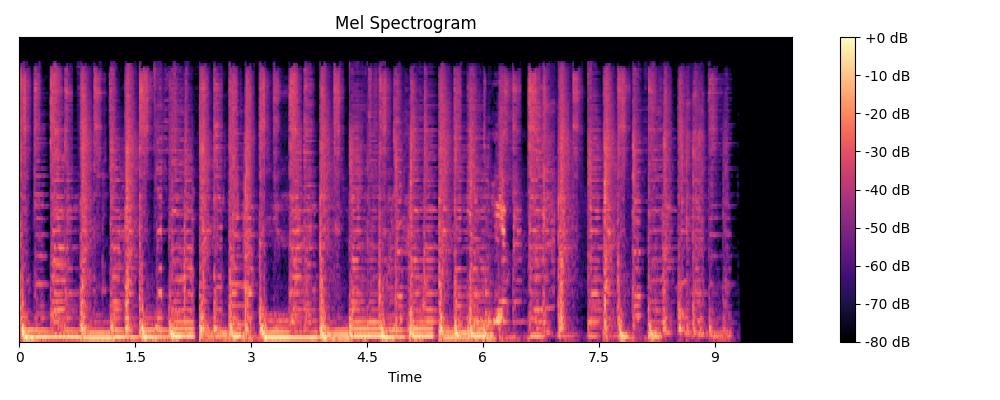 Mel Spectrogram
+0 dB
-10 dB
-20 dB
-30 dB
-40 dB
-50 dB
-60 dB
-70 dB
-80 dB
0
1.5
3
4.5
6
7.5
9
Time